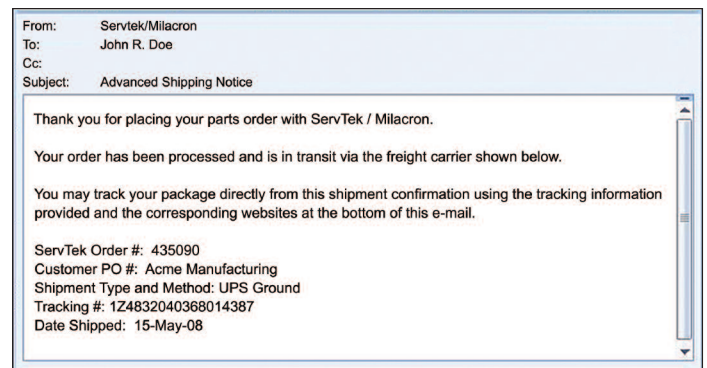 From: Servtek/Milacron
To: John R. Doe
Cc:
Subject: Advanced Shipping Notice
Thank you for placing your parts order with ServTek / Milacron.
Your order has been processed and is in transit via the freight carrier shown below.
You may track your package directly from this shipment confirmation using the tracking information
provided and the corresponding websites at the bottom of this e-mail.
ServTek Order #: 435090
Customer PO #: Acme Manufacturing
Shipment Type and Method: UPS Ground
Tracking #: 1Z4832040368014387
Date Shipped: 15-May-08